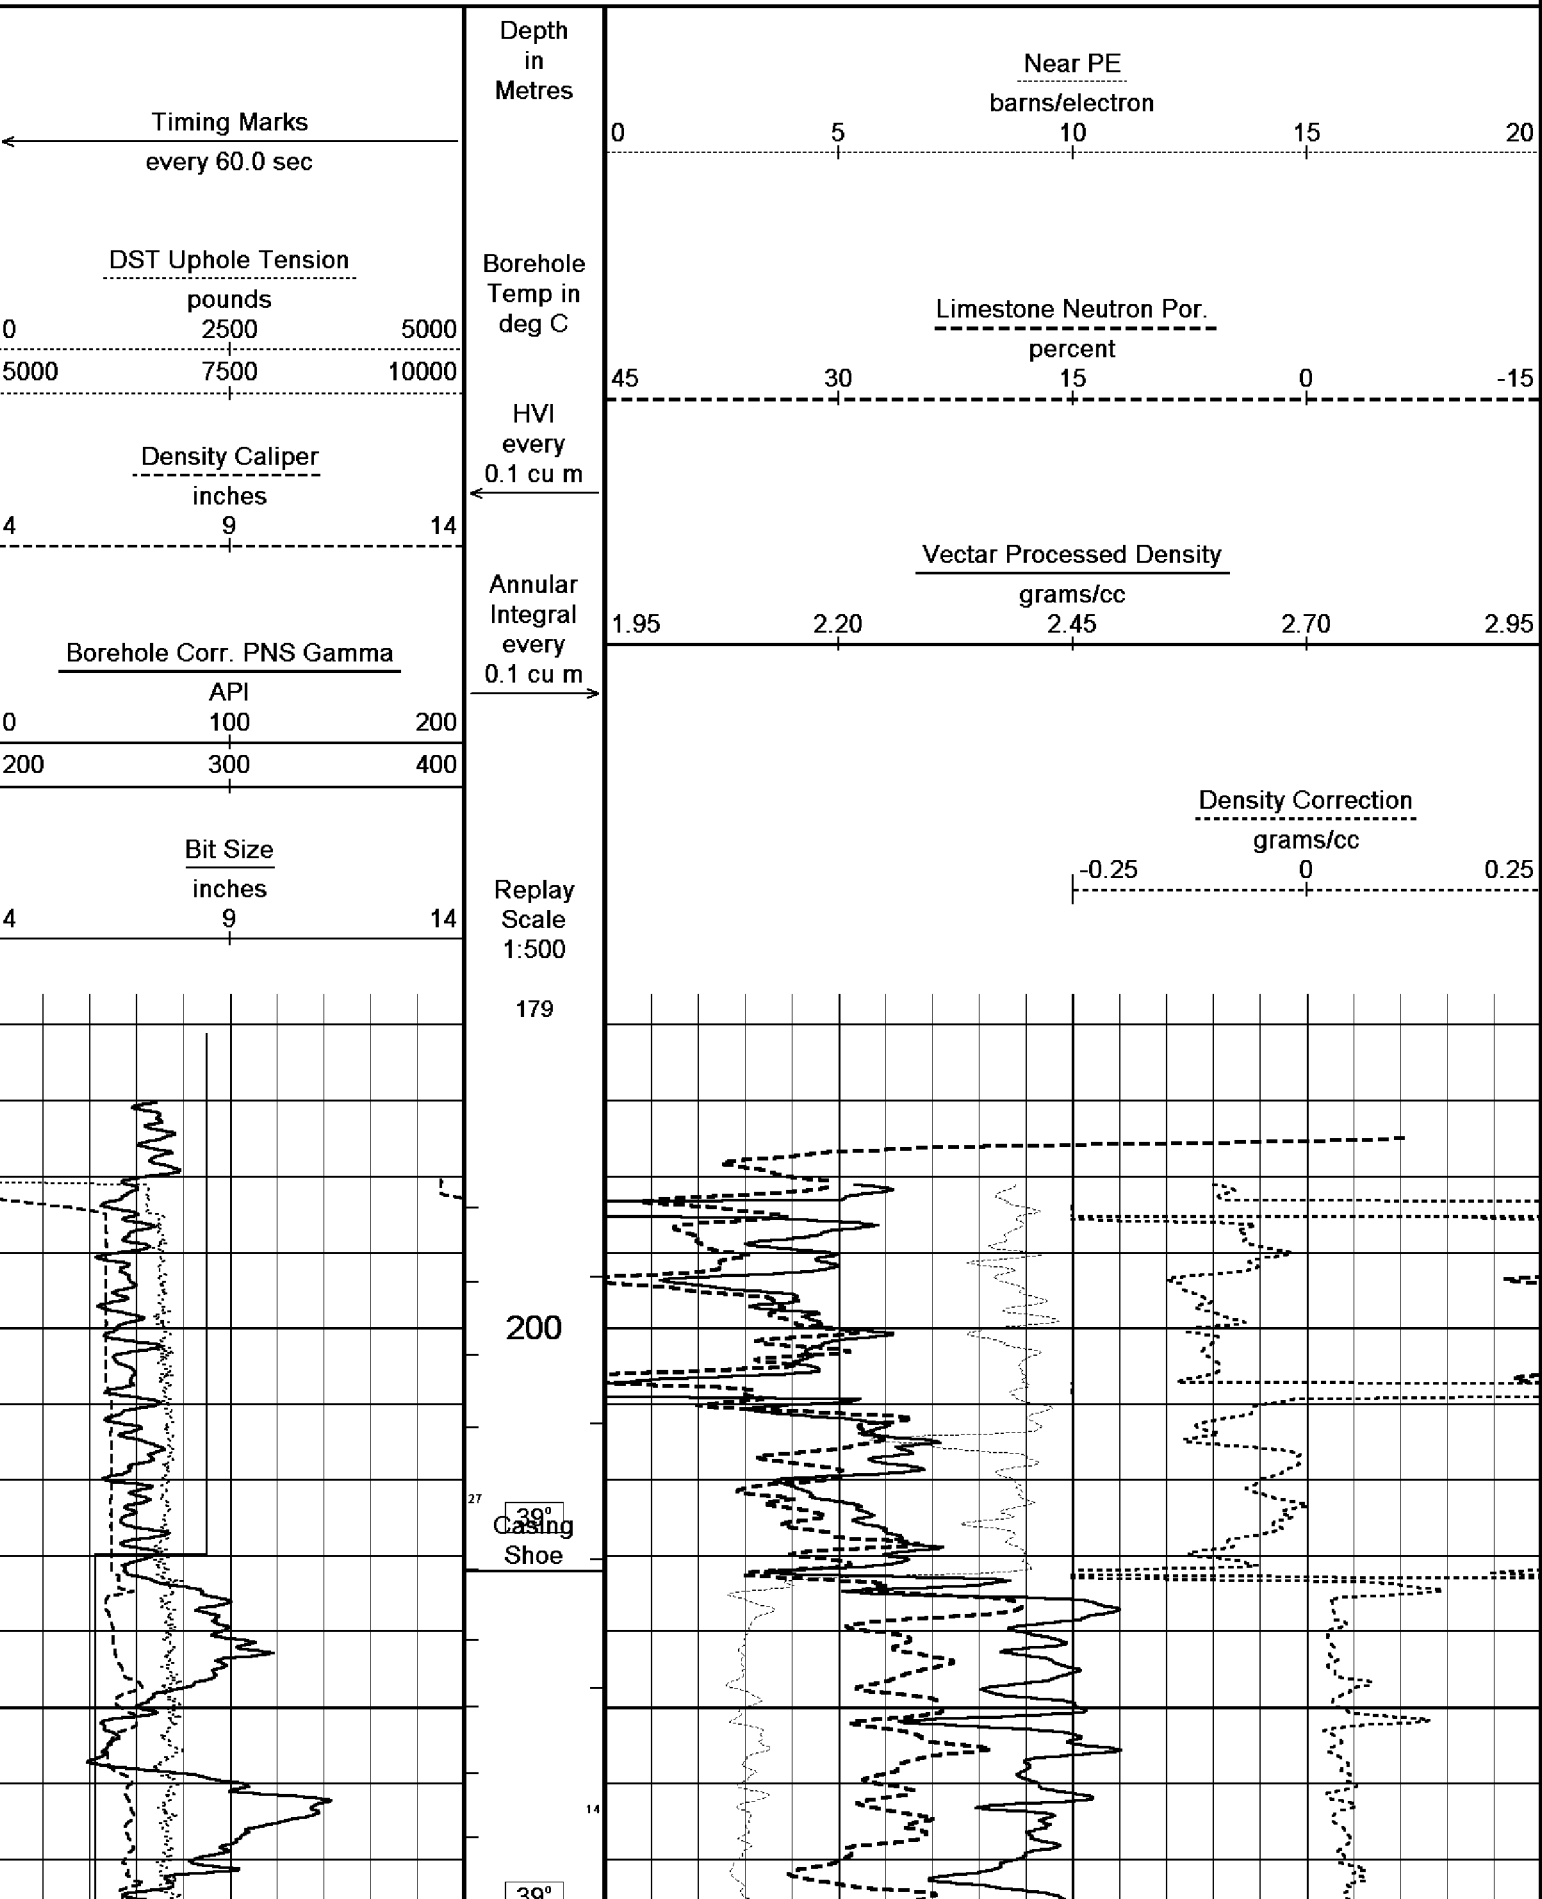 Timing Marks
every 60.0 sec
DST Uphole Tension
pounds
0 2500 5000
5000 7500 10000
Density Caliper
inches
4 9 14
Borehole Corr. PNS Gamma
API
0 100 200
200 300 400
Bit Size
inches
4 9 14
Depth
in
Metres
Borehole
Temp in
deg C
HVI
every
0.1 cu m
Annular
Integral
every
0.1 cu m
Replay
Scale
1:500
179
200
27
39°
Casing
Shoe
14
39°
Near PE
barns/electron
0 5 10 15 20
Limestone Neutron Por.
percent
45 30 15 0 -15
Vectar Processed Density
grams/cc
1.95 2.20 2.45 2.70 2.95
Density Correction
grams/cc
-0.25 0 0.25